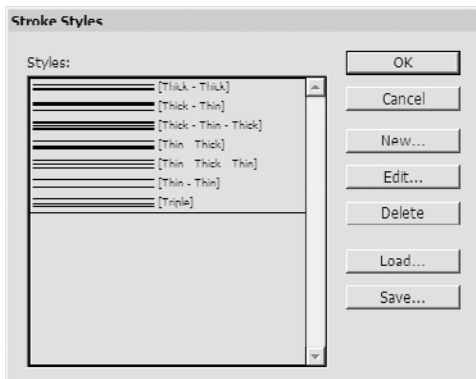 Stroke Styles
Styles:
[Thick - Thick]
[Thick - Thin]
[Thick - Thin - Thick]
[Thin Thick]
[Thin Thick Thin]
[Thin - Thin]
[Triple]
OK
Cancel
New...
Edit...
Delete
Load...
Save...